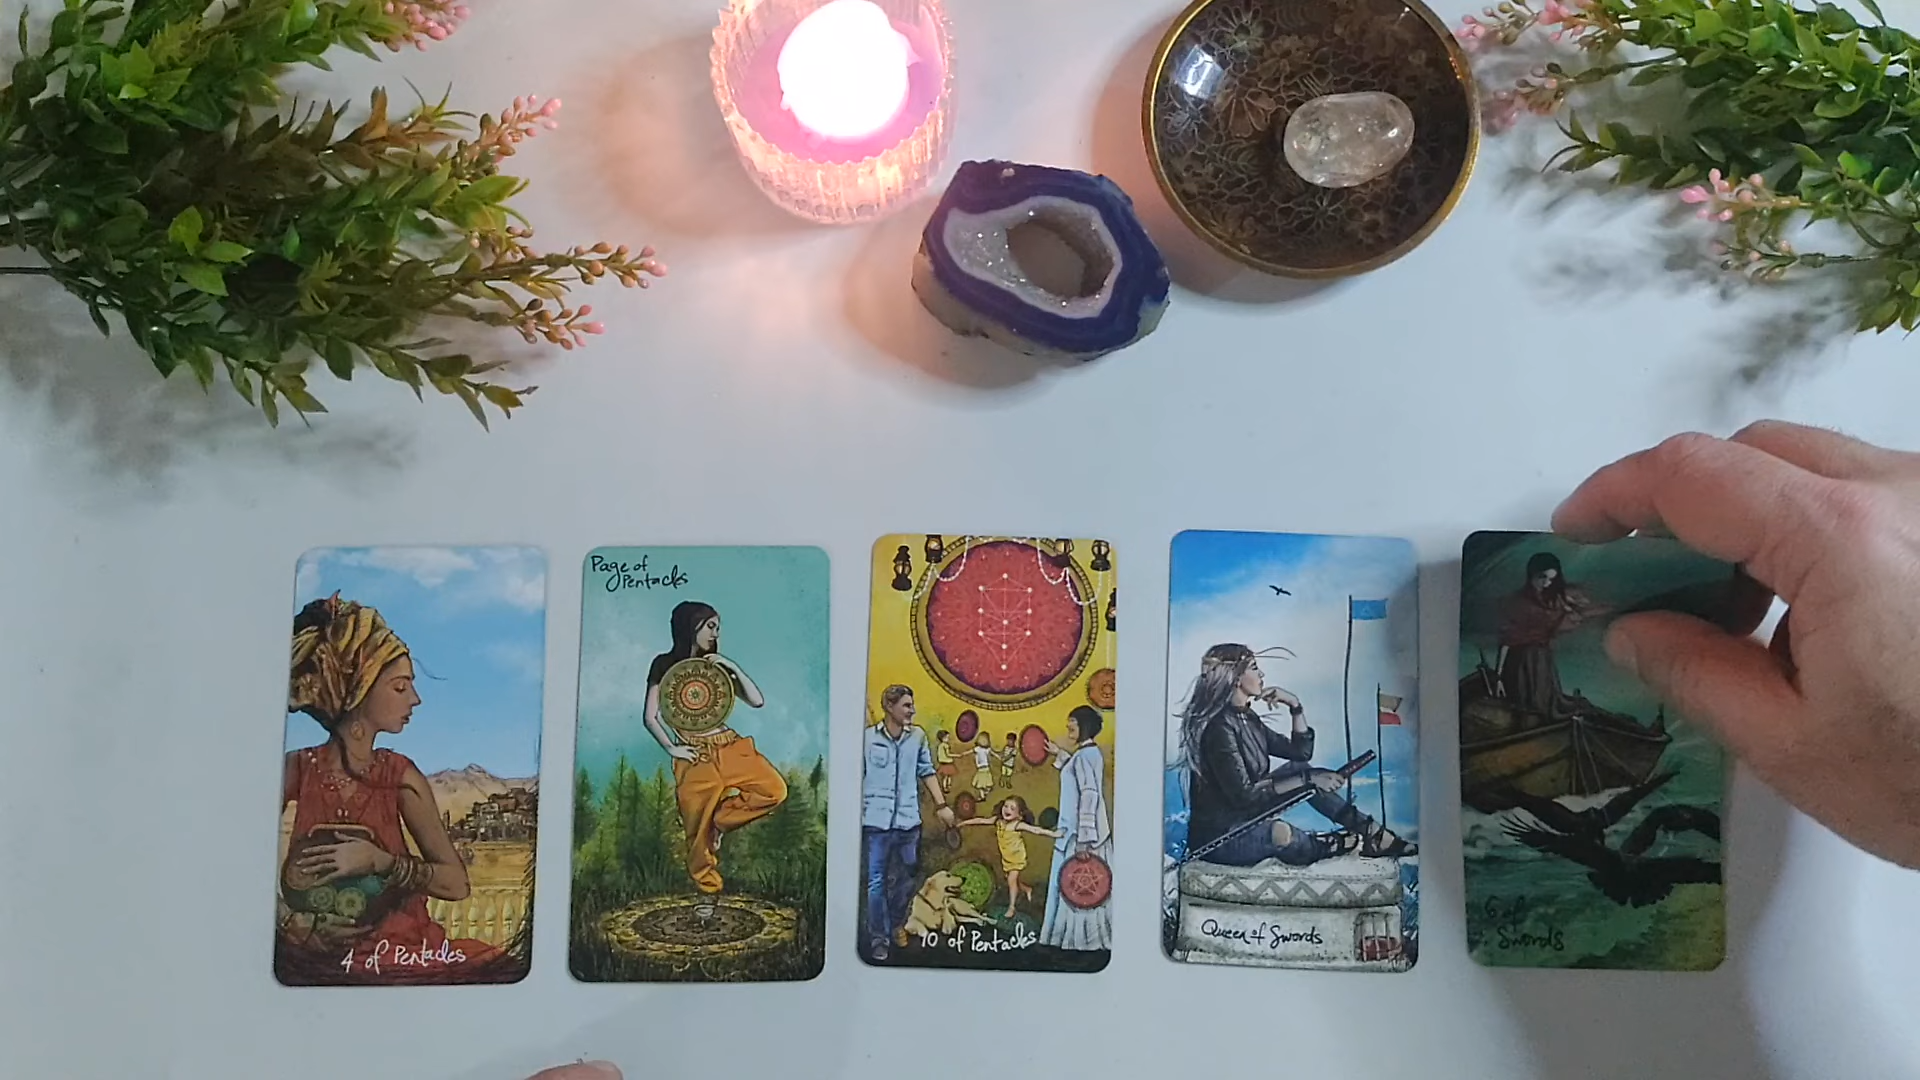 4 of Pentacles
Page of
Pentacles
10 of Pentacles
Queen of Swords
6 of
Swords